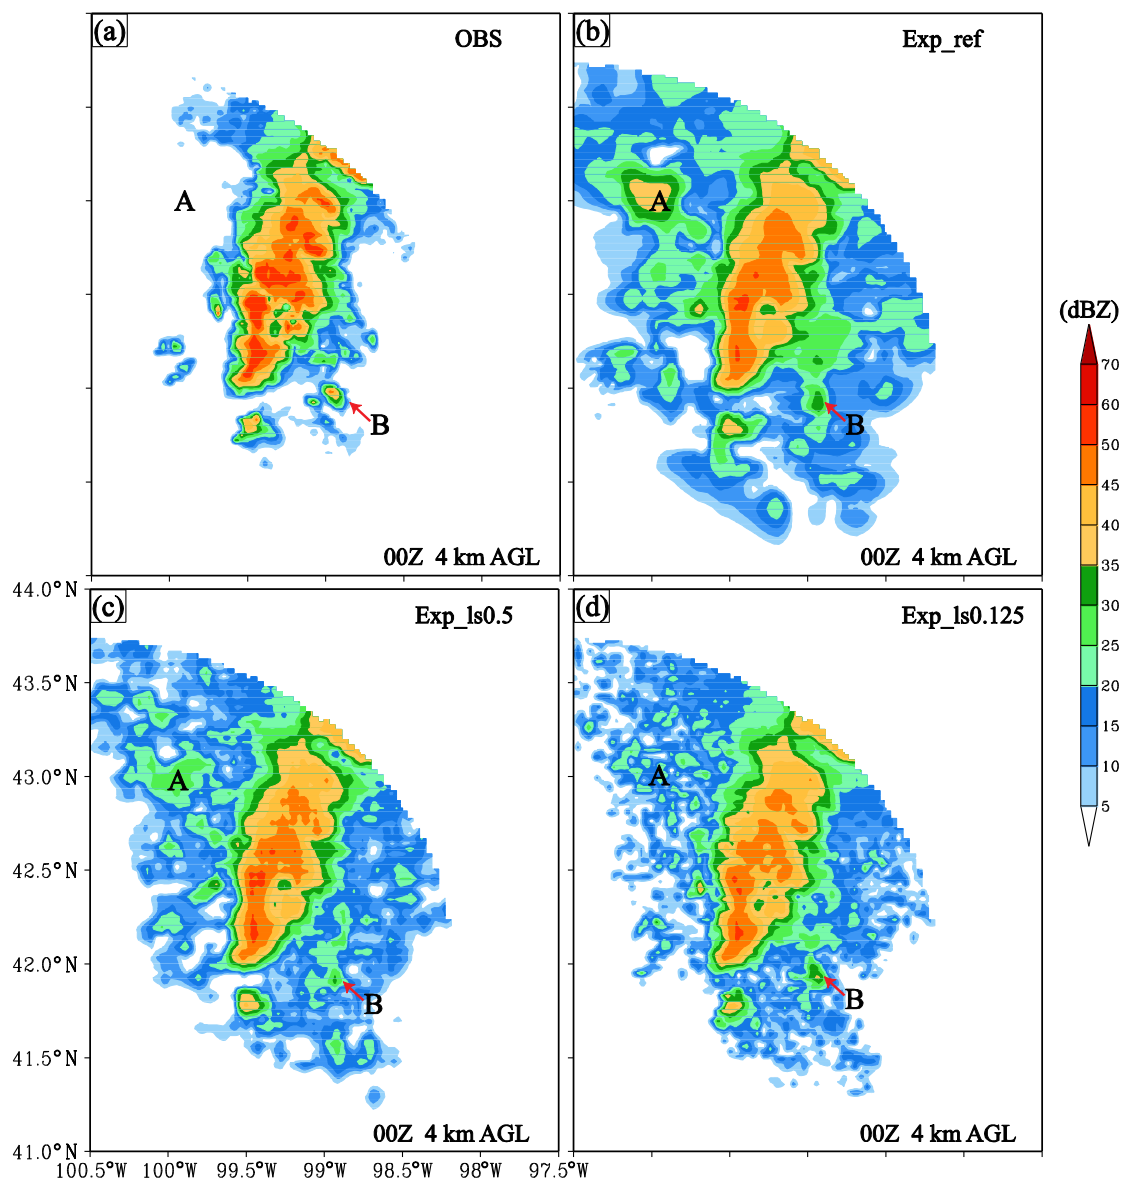 (a) OBS
A
B
00Z 4 km AGL
(b) Exp_ref
A
B
00Z 4 km AGL
(dBZ)
70
60
50
45
40
35
30
25
20
15
10
5
(c) Exp_ls0.5
A
B
00Z 4 km AGL
44.0°N
43.5°N
43.0°N
42.5°N
42.0°N
41.5°N
41.0°N
100.5°W 100°W 99.5°W 99°W 98.5°W 98°W 97.5°W
(d) Exp_ls0.125
A
B
00Z 4 km AGL